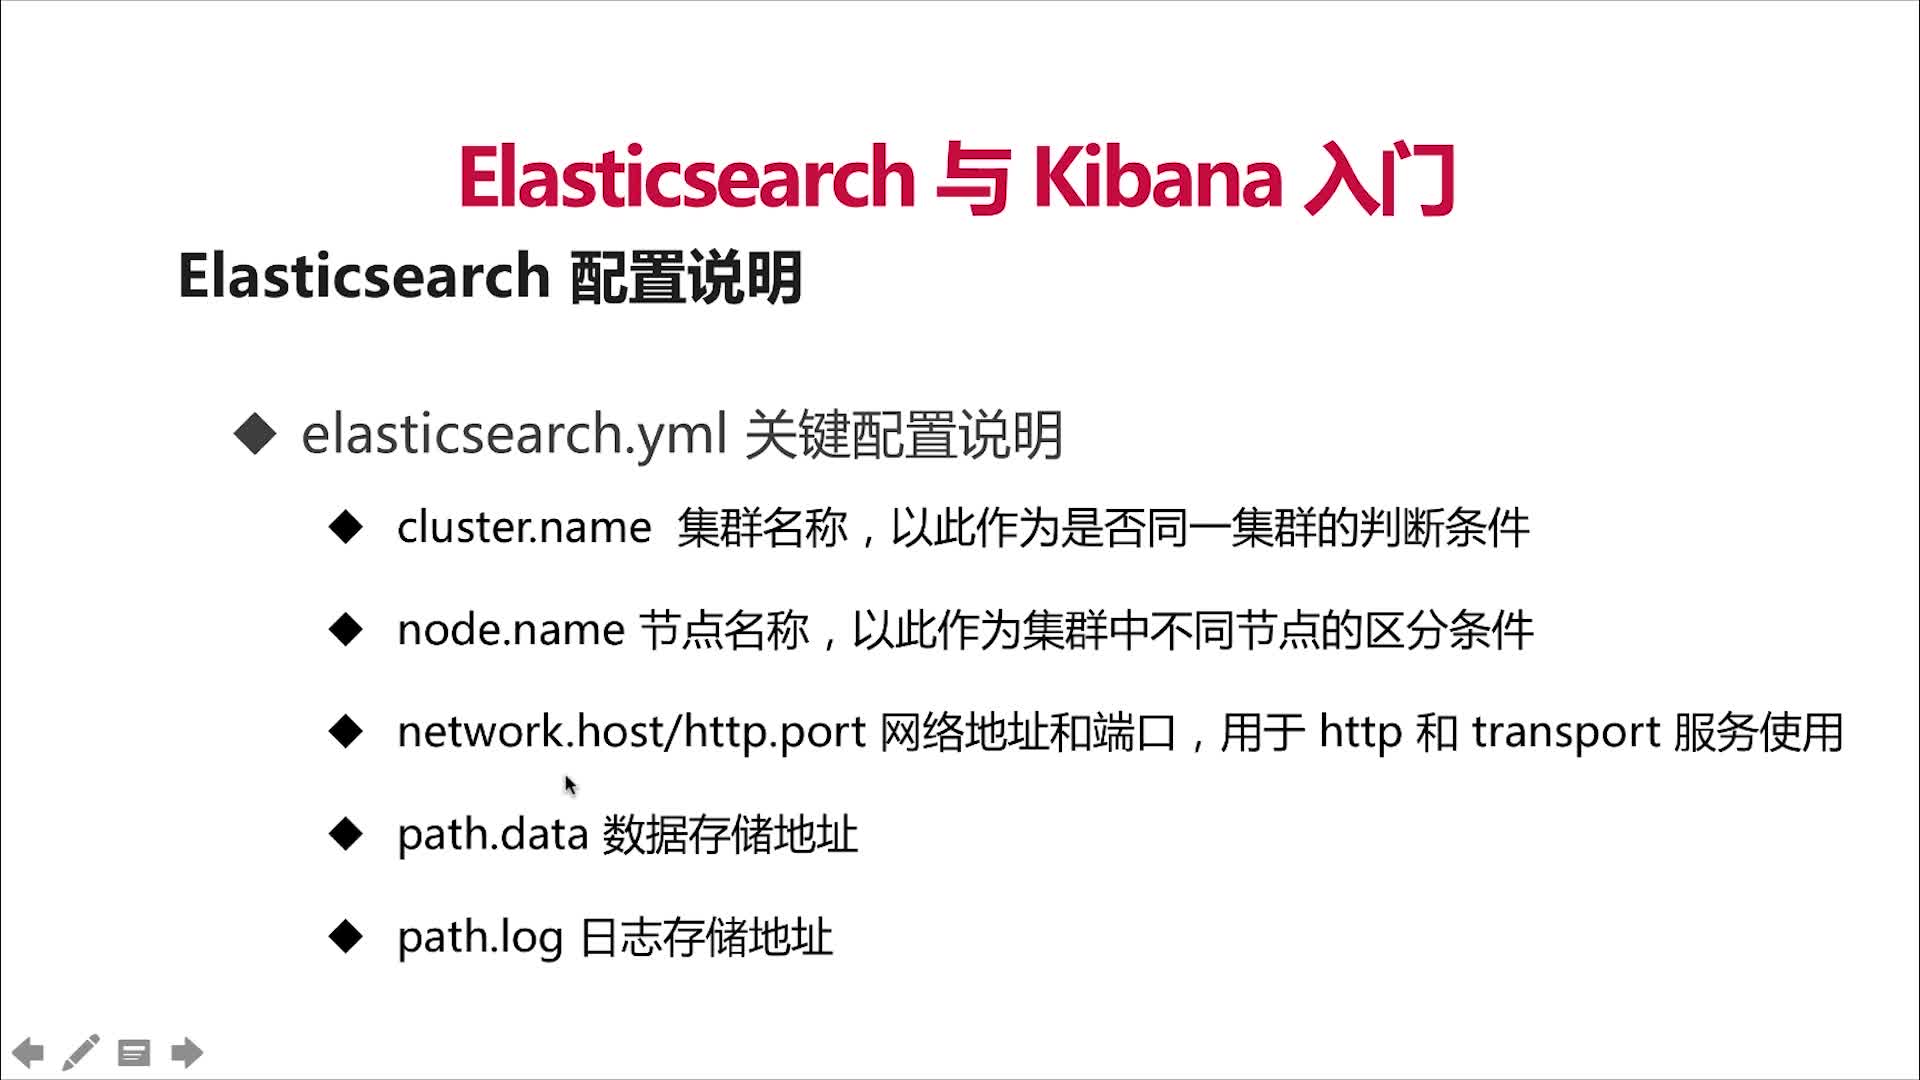 Elasticsearch 与 Kibana 入门
Elasticsearch 配置说明
elasticsearch.yml 关键配置说明
cluster.name 集群名称，以此作为是否同一集群的判断条件
node.name 节点名称，以此作为集群中不同节点的区分条件
network.host/http.port 网络地址和端口，用于 http 和 transport 服务使用
path.data 数据存储地址
path.log 日志存储地址